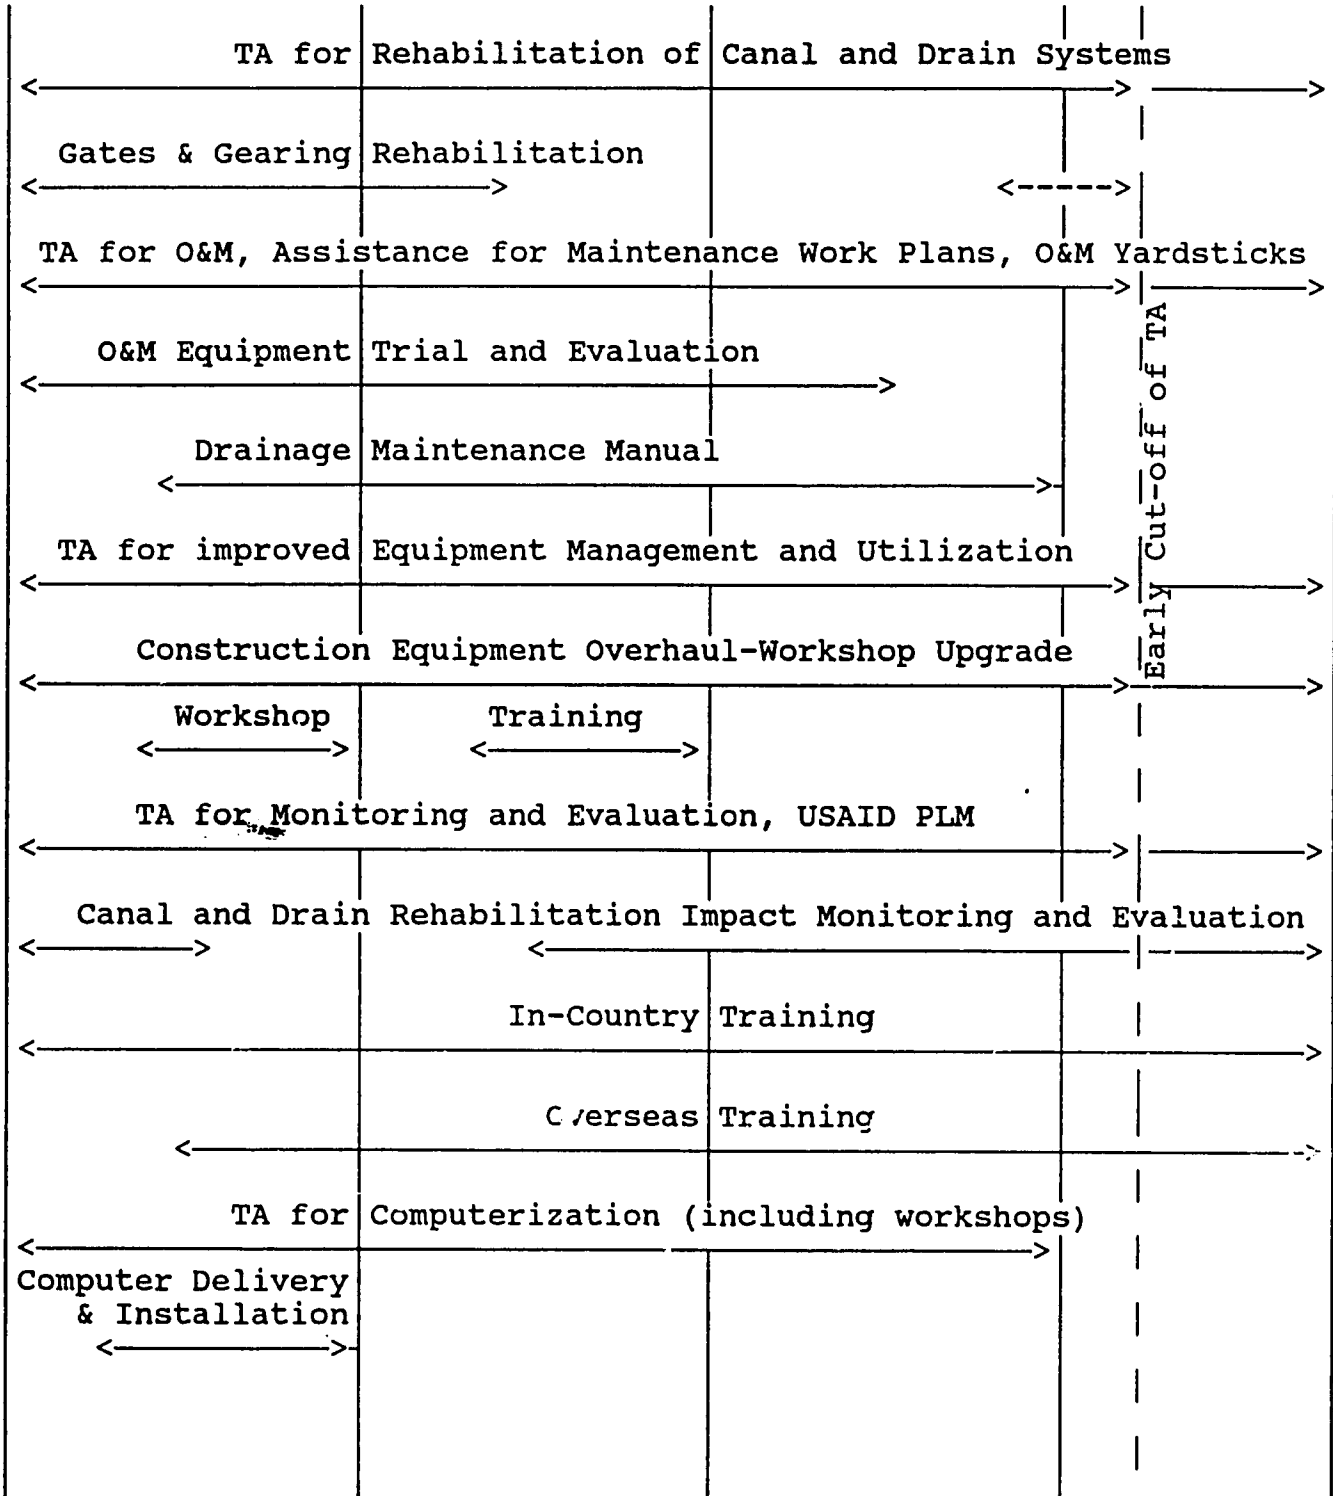 TA for Rehabilitation of Canal and Drain Systems
Gates & Gearing Rehabilitation
TA for O&M, Assistance for Maintenance Work Plans, O&M Yardsticks
Early Cut-off of TA
O&M Equipment Trial and Evaluation
Drainage Maintenance Manual
TA for improved Equipment Management and Utilization
Construction Equipment Overhaul-Workshop Upgrade
Workshop Training
TA for Monitoring and Evaluation, USAID PLM
Canal and Drain Rehabilitation Impact Monitoring and Evaluation
In-Country Training
Overseas Training
TA for Computerization (including workshops)
Computer Delivery
& Installation